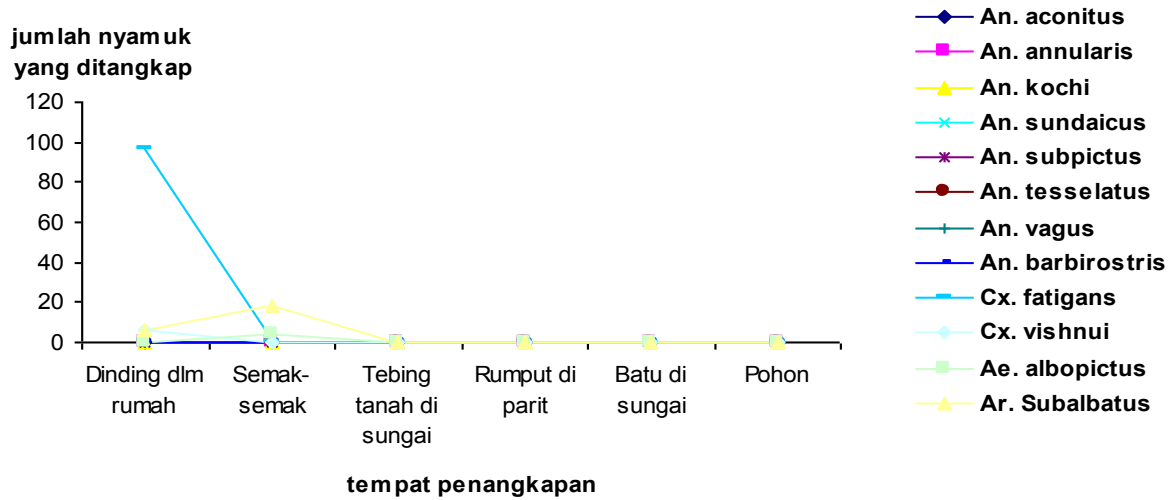 jumlah nyamuk
yang ditangkap
120
100
80
60
40
20
0
Dinding dlm
rumah
Semak-
semak
Tebing
tanah di
sungai
Rumput di
parit
Batu di
sungai
Pohon
tempat penangkapan
An. aconitus
An. annularis
An. kochi
An. sundaicus
An. subpictus
An. tesselatus
An. vagus
An. barbirostris
Cx. fatigans
Cx. vishnui
Ae. albopictus
Ar. Subalbatus